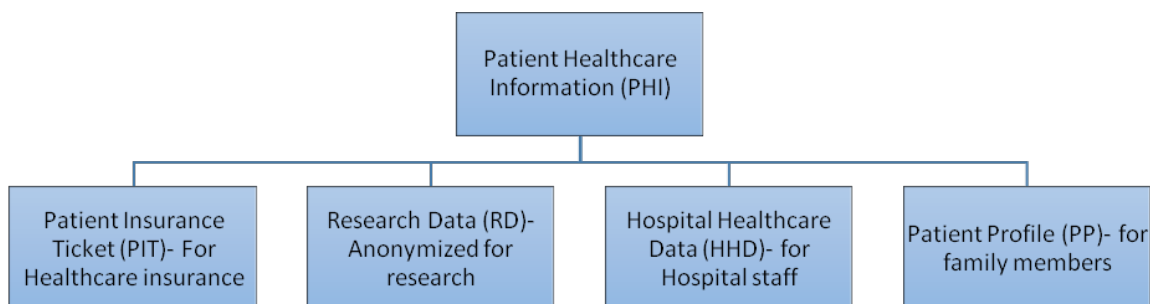 Patient Healthcare
Information (PHI)
Patient Insurance
Ticket (PIT)- For
Healthcare insurance
Research Data (RD)-
Anonymized for
research
Hospital Healthcare
Data (HHD)- for
Hospital staff
Patient Profile (PP)- for
family members